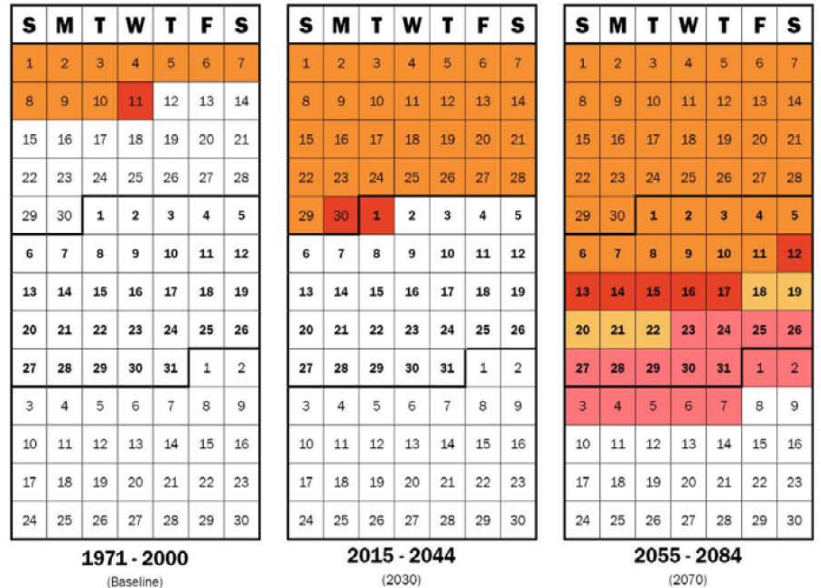 S M T W T F S
1 2 3 4 5 6 7
8 9 10 11 12 13 14
15 16 17 18 19 20 21
22 23 24 25 26 27 28
29 30 1 2 3 4 5
6 7 8 9 10 11 12
13 14 15 16 17 18 19
20 21 22 23 24 25 26
27 28 29 30 31 1 2
3 4 5 6 7 8 9
10 11 12 13 14 15 16
17 18 19 20 21 22 23
24 25 26 27 28 29 30
1971 - 2000
(Baseline)
S M T W T F S
1 2 3 4 5 6 7
8 9 10 11 12 13 14
15 16 17 18 19 20 21
22 23 24 25 26 27 28
29 30 1 2 3 4 5
6 7 8 9 10 11 12
13 14 15 16 17 18 19
20 21 22 23 24 25 26
27 28 29 30 31 1 2
3 4 5 6 7 8 9
10 11 12 13 14 15 16
17 18 19 20 21 22 23
24 25 26 27 28 29 30
2015 - 2044
(2030)
S M T W T F S
1 2 3 4 5 6 7
8 9 10 11 12 13 14
15 16 17 18 19 20 21
22 23 24 25 26 27 28
29 30 1 2 3 4 5
6 7 8 9 10 11 12
13 14 15 16 17 18 19
20 21 22 23 24 25 26
27 28 29 30 31 1 2
3 4 5 6 7 8 9
10 11 12 13 14 15 16
17 18 19 20 21 22 23
24 25 26 27 28 29 30
2055 - 2084
(2070)